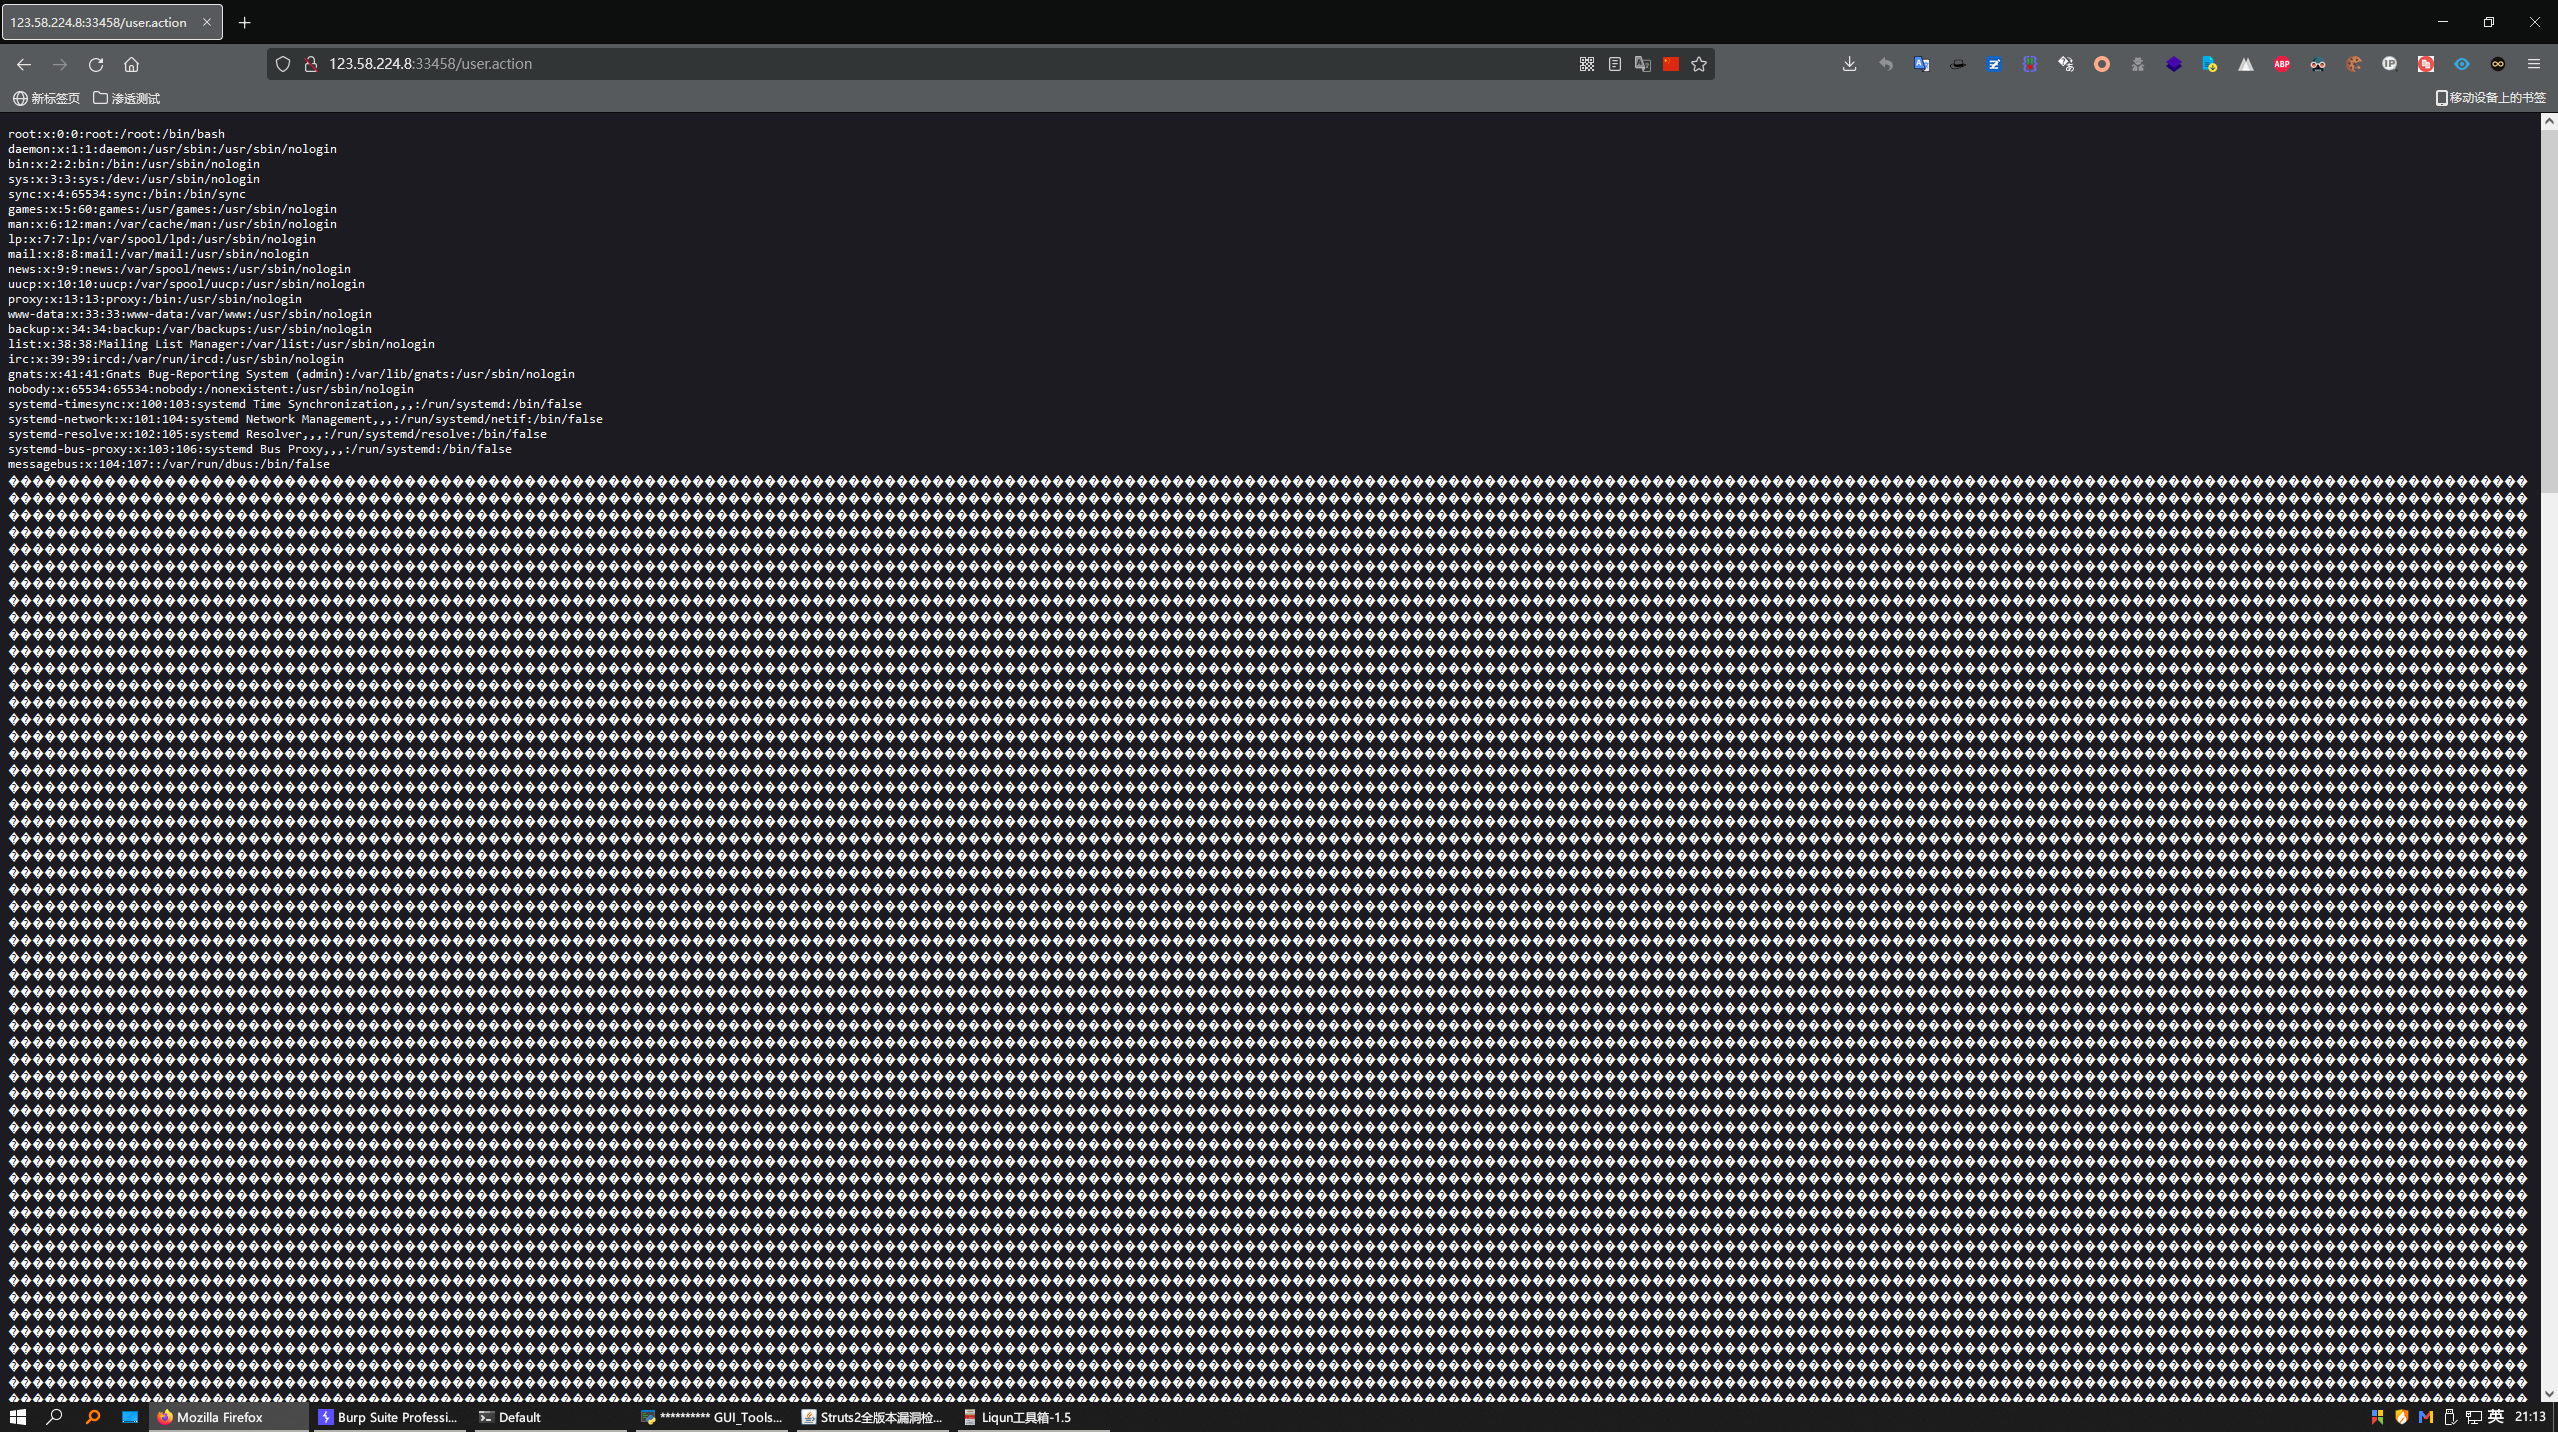 123.58.224.8:33458/user.action
123.58.224.8:33458/user.action
新标签页
渗透测试
移动设备上的书签
root:x:0:0:root:/root:/bin/bash
daemon:x:1:1:daemon:/usr/sbin:/usr/sbin/nologin
bin:x:2:2:bin:/bin:/usr/sbin/nologin
sys:x:3:3:sys:/dev:/usr/sbin/nologin
sync:x:4:65534:sync:/bin:/bin/sync
games:x:5:60:games:/usr/games:/usr/sbin/nologin
man:x:6:12:man:/var/cache/man:/usr/sbin/nologin
lp:x:7:7:lp:/var/spool/lpd:/usr/sbin/nologin
mail:x:8:8:mail:/var/mail:/usr/sbin/nologin
news:x:9:9:news:/var/spool/news:/usr/sbin/nologin
uucp:x:10:10:uucp:/var/spool/uucp:/usr/sbin/nologin
proxy:x:13:13:proxy:/bin:/usr/sbin/nologin
www-data:x:33:33:www-data:/var/www:/usr/sbin/nologin
backup:x:34:34:backup:/var/backups:/usr/sbin/nologin
list:x:38:38:Mailing List Manager:/var/list:/usr/sbin/nologin
irc:x:39:39:ircd:/var/run/ircd:/usr/sbin/nologin
gnats:x:41:41:Gnats Bug-Reporting System (admin):/var/lib/gnats:/usr/sbin/nologin
nobody:x:65534:65534:nobody:/nonexistent:/usr/sbin/nologin
systemd-timesync:x:100:103:systemd Time Synchronization,,,:/run/systemd:/bin/false
systemd-network:x:101:104:systemd Network Management,,,:/run/systemd/netif:/bin/false
systemd-resolve:x:102:105:systemd Resolver,,,:/run/systemd/resolve:/bin/false
systemd-bus-proxy:x:103:106:systemd Bus Proxy,,,:/run/systemd:/bin/false
messagebus:x:104:107::/var/run/dbus:/bin/false
Mozilla Firefox
Burp Suite Professi...
Default
********** GUI_Tools...
Struts2全版本漏洞检...
Liqun工具箱-1.5
英
21:13